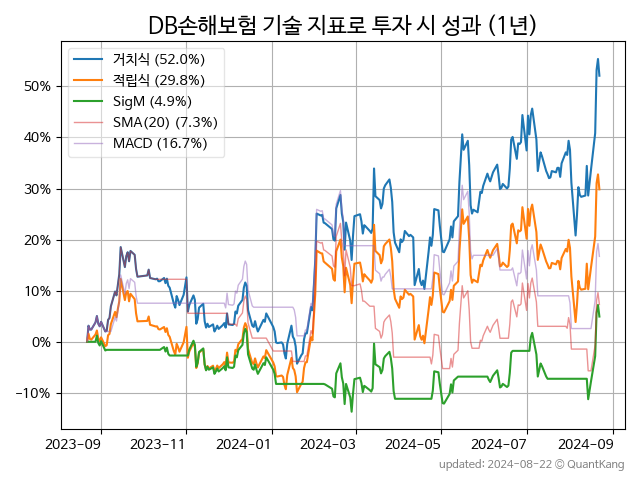 DB손해보험 기술 지표로 투자 시 성과 (1년)
거치식 (52.0%)
적립식 (29.8%)
SigM (4.9%)
SMA(20) (7.3%)
MACD (16.7%)
50%
40%
30%
20%
10%
0%
−10%
2023-09 2023-11 2024-01 2024-03 2024-05 2024-07 2024-09
updated: 2024-08-22 © QuantKang